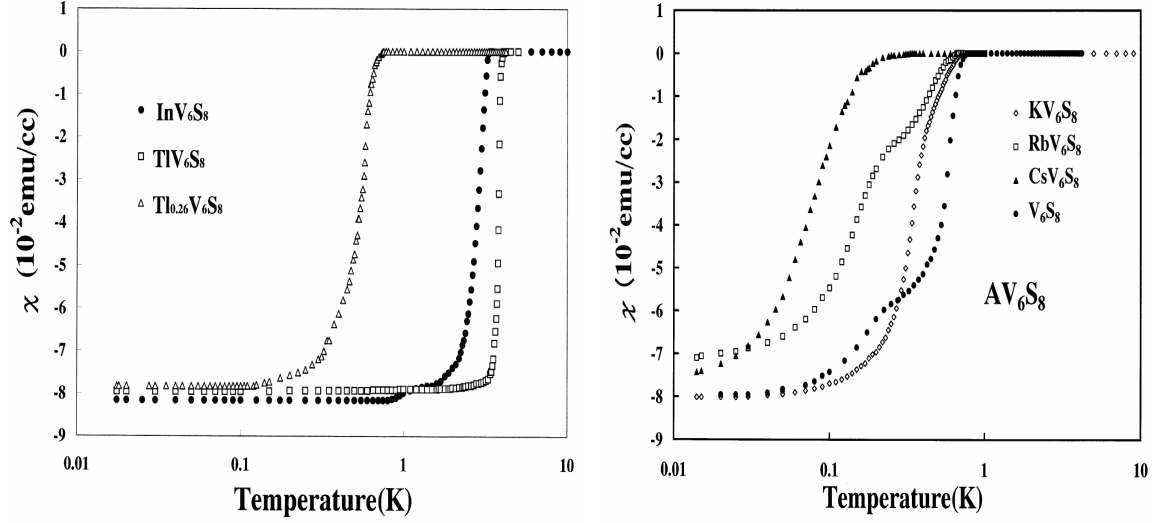 1
0
-1
-2
-3
-4
-5
-6
-7
-8
-9
χ (10⁻²emu/cc)
InV₆S₈
TlV₆S₈
Tl₀.₂₆V₆S₈
0.01 0.1 1 10
Temperature(K)
1
0
-1
-2
-3
-4
-5
-6
-7
-8
-9
χ (10⁻²emu/cc)
KV₆S₈
RbV₆S₈
CsV₆S₈
V₆S₈
AV₆S₈
0.01 0.1 1 10
Temperature(K)